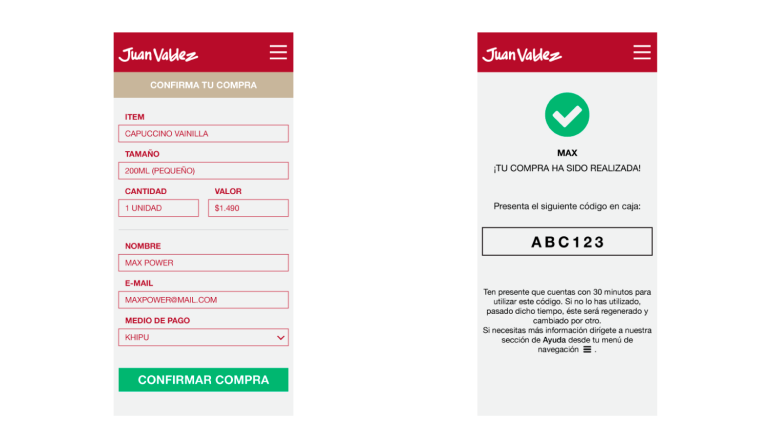 Juan Valdez
CONFIRMA TU COMPRA
ITEM
CAPUCCINO VAINILLA
TAMAÑO
200ML (PEQUEÑO)
CANTIDAD VALOR
1 UNIDAD $1.490
NOMBRE
MAX POWER
E-MAIL
MAXPOWER@MAIL.COM
MEDIO DE PAGO
KHIPU
CONFIRMAR COMPRA
Juan Valdez
MAX
¡TU COMPRA HA SIDO REALIZADA!
Presenta el siguiente código en caja:
ABC123
Ten presente que cuentas con 30 minutos para
utilizar este código. Si no lo has utilizado,
pasado dicho tiempo, éste será regenerado y
cambiado por otro.
Si necesitas más información dirígete a nuestra
sección de Ayuda desde tu menú de
navegación .